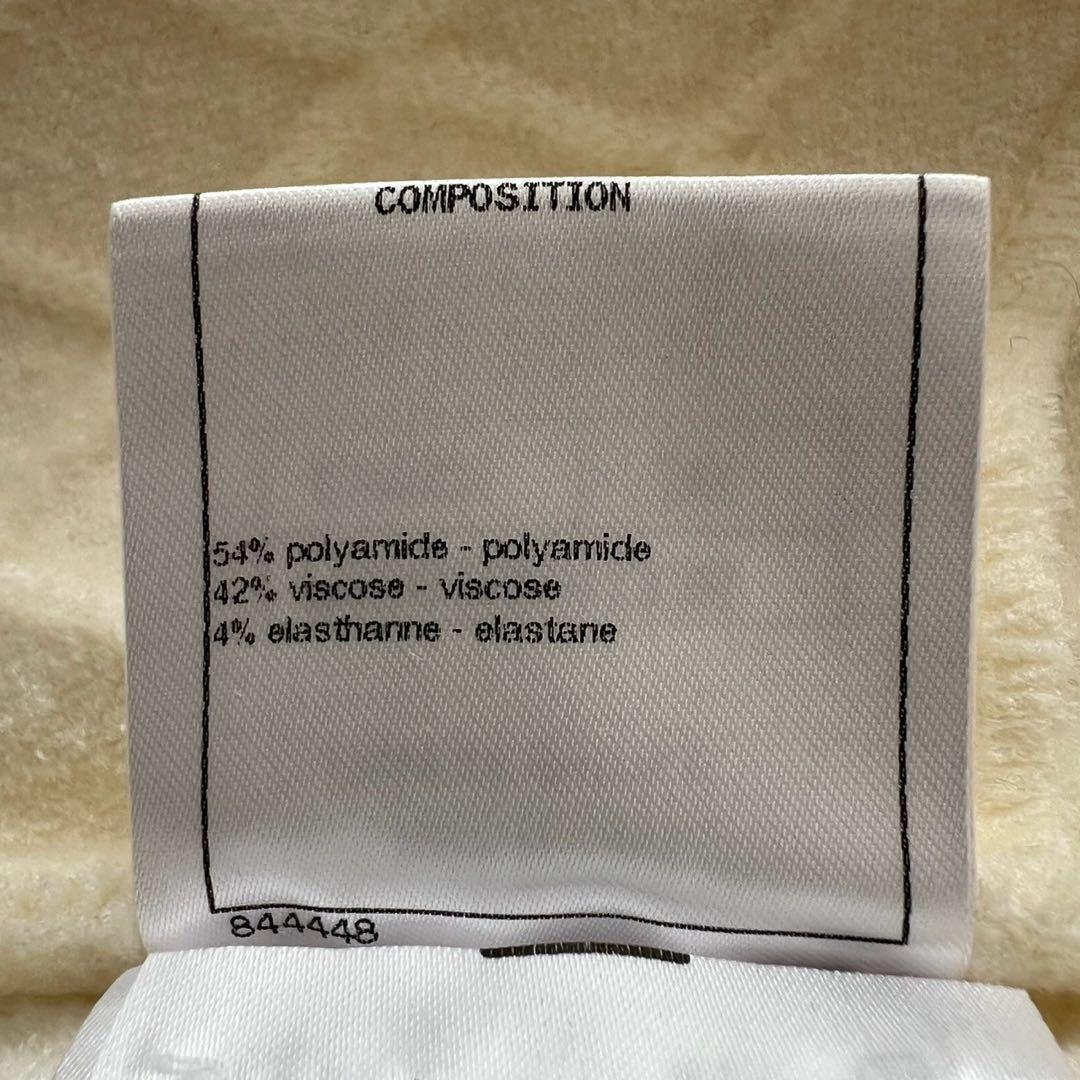 COMPOSITION
54% polyamide - polyamide
42% viscose - viscose
4% elasthanne - elastane
844448